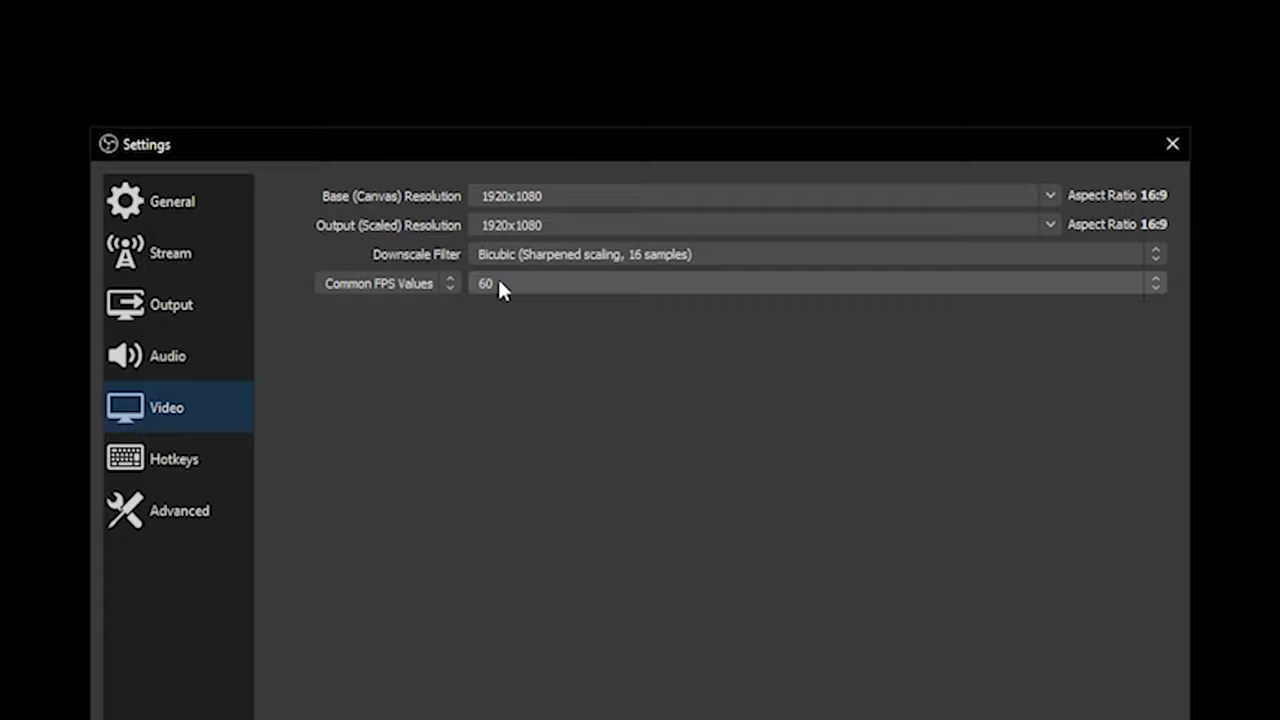 Settings
General
Stream
Output
Audio
Video
Hotkeys
Advanced
Base (Canvas) Resolution 1920x1080 Aspect Ratio 16:9
Output (Scaled) Resolution 1920x1080 Aspect Ratio 16:9
Downscale Filter Bicubic (Sharpened scaling, 16 samples)
Common FPS Values 60